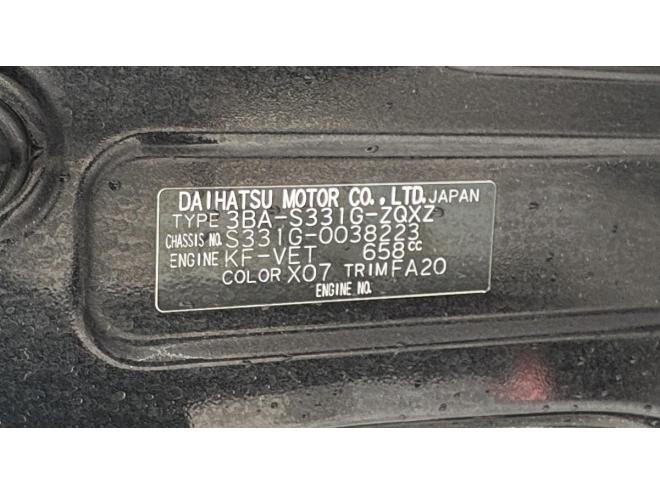 DAIHATSU MOTOR CO.,LTD. JAPAN
TYPE 3BA-S331G-ZQXZ
CHASSIS NO. S331G-0038223
ENGINE KF-VET 658cc
COLOR X07 TRIM FA20
ENGINE NO.